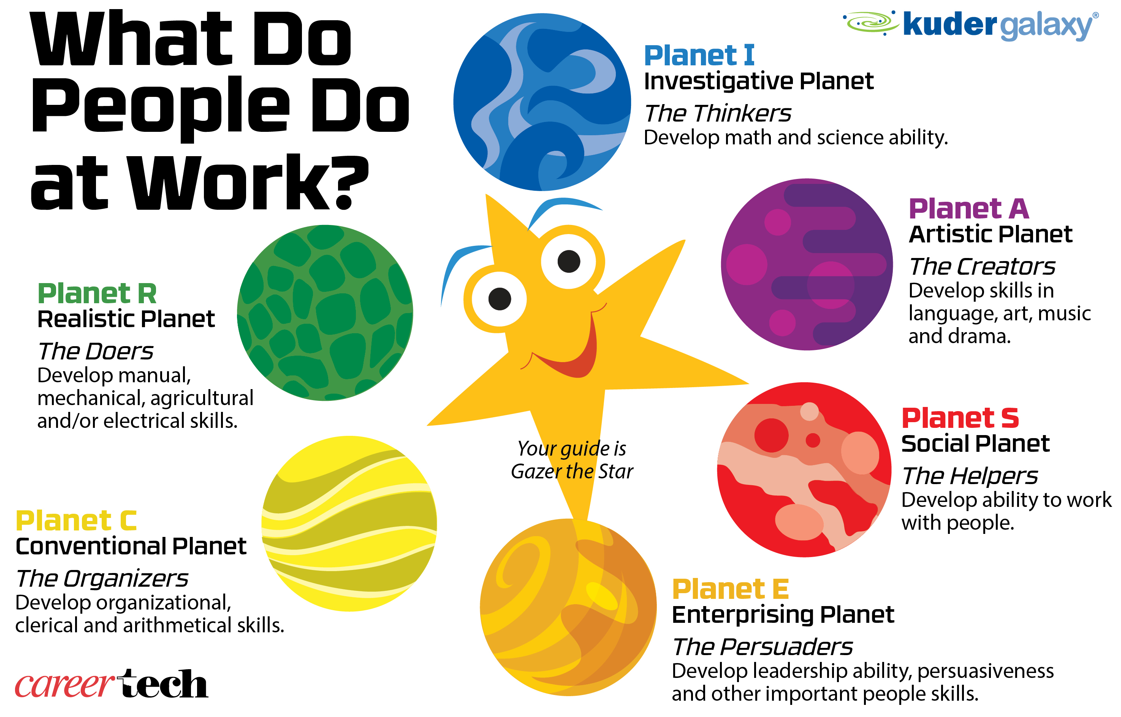 What Do
People Do
at Work?
kuder galaxy®
Planet I
Investigative Planet
The Thinkers
Develop math and science ability.
Planet A
Artistic Planet
The Creators
Develop skills in
language, art, music
and drama.
Planet R
Realistic Planet
The Doers
Develop manual,
mechanical, agricultural
and/or electrical skills.
Your guide is
Gazer the Star
Planet S
Social Planet
The Helpers
Develop ability to work
with people.
Planet C
Conventional Planet
The Organizers
Develop organizational,
clerical and arithmetical skills.
Planet E
Enterprising Planet
The Persuaders
Develop leadership ability, persuasiveness
and other important people skills.
career tech